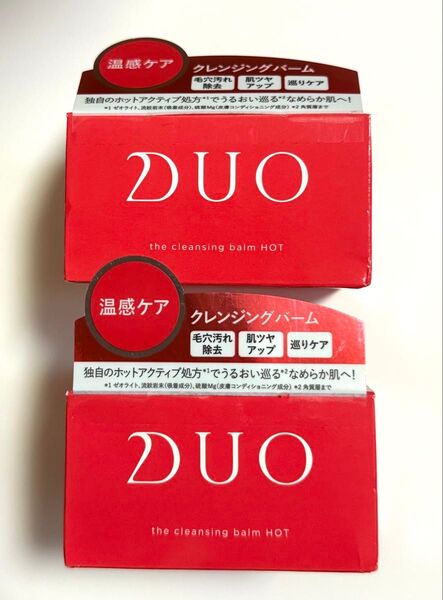 温感ケア
クレンジングバーム
毛穴汚れ
除去
肌ツヤ
アップ
巡りケア
独自のホットアクティブ処方*1でうるおい巡る*2なめらか肌へ!
*1 ゼオライト、流紋岩末(吸着成分)、硫酸Mg(皮膚コンディショニング成分) *2 角質層まで
DUO
the cleansing balm HOT
温感ケア
クレンジングバーム
毛穴汚れ
除去
肌ツヤ
アップ
巡りケア
独自のホットアクティブ処方*1でうるおい巡る*2なめらか肌へ!
*1 ゼオライト、流紋岩末(吸着成分)、硫酸Mg(皮膚コンディショニング成分) *2 角質層まで
DUO
the cleansing balm HOT